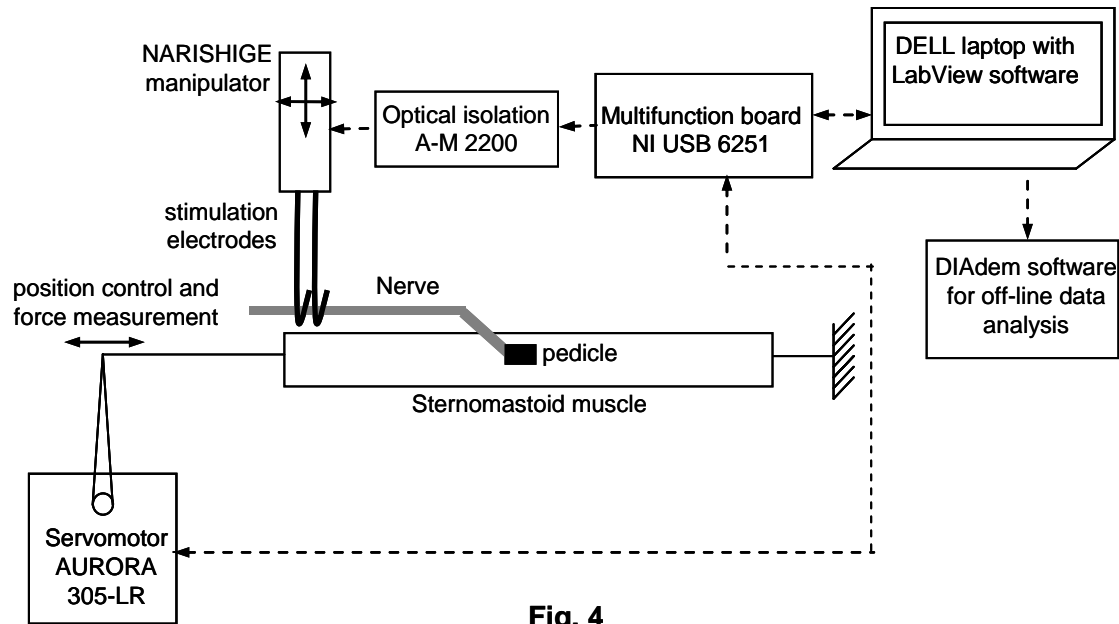 NARISHIGE
manipulator
Optical isolation
A-M 2200
Multifunction board
NI USB 6251
DELL laptop with
LabView software
stimulation
electrodes
DIAdem software
for off-line data
analysis
position control and
force measurement
Nerve
pedicle
Sternomastoid muscle
Servomotor
AURORA
305-LR
Fig. 4